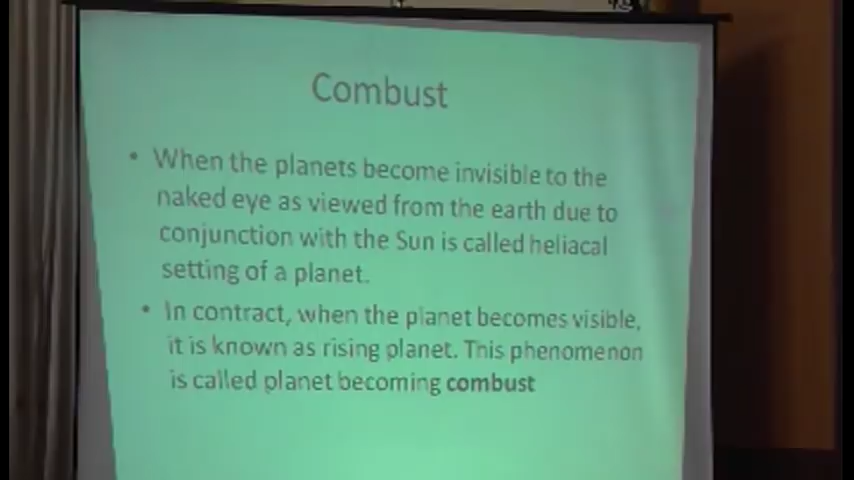 Combust
• When the planets become invisible to the
naked eye as viewed from the earth due to
conjunction with the Sun is called heliacal
setting of a planet.
• In contract, when the planet becomes visible,
it is known as rising planet. This phenomenon
is called planet becoming combust